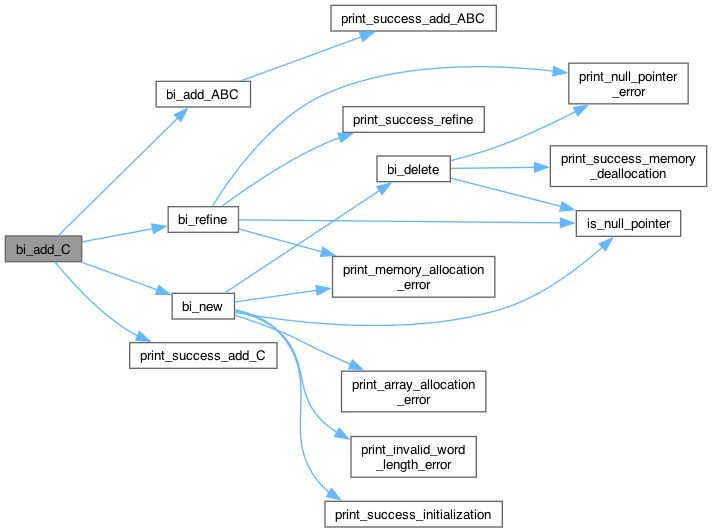 print_success_add_ABC
print_null_pointer
_error
bi_add_ABC
print_success_refine
bi_delete
print_success_memory
_deallocation
bi_refine
is_null_pointer
bi_add_C
print_memory_allocation
_error
bi_new
print_success_add_C
print_array_allocation
_error
print_invalid_word
_length_error
print_success_initialization